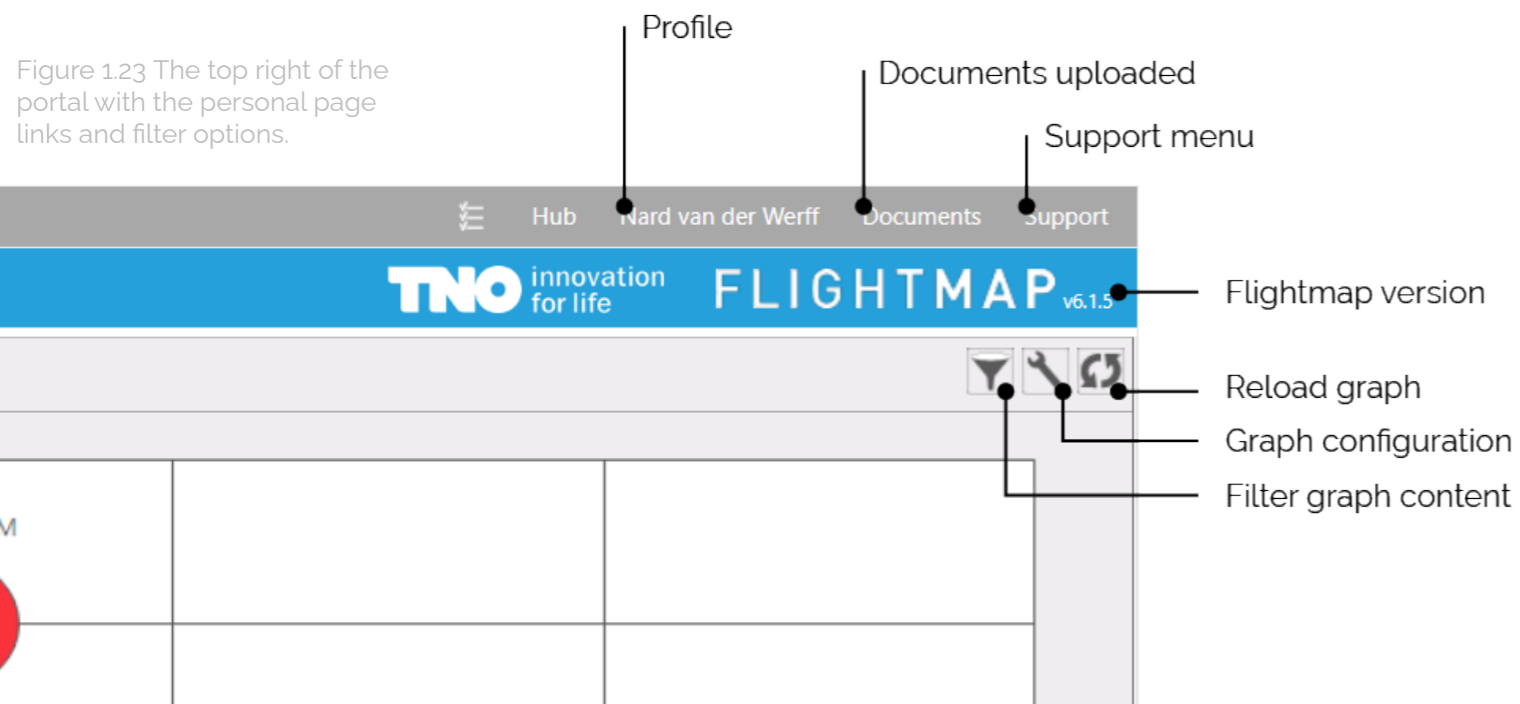 Profile
Figure 1.23 The top right of the
portal with the personal page
links and filter options.
Documents uploaded
Support menu
Hub Nard van der Werff Documents Support
TNO innovation
for life
FLIGHTMAP v6.1.5
Flightmap version
Reload graph
Graph configuration
Filter graph content
M